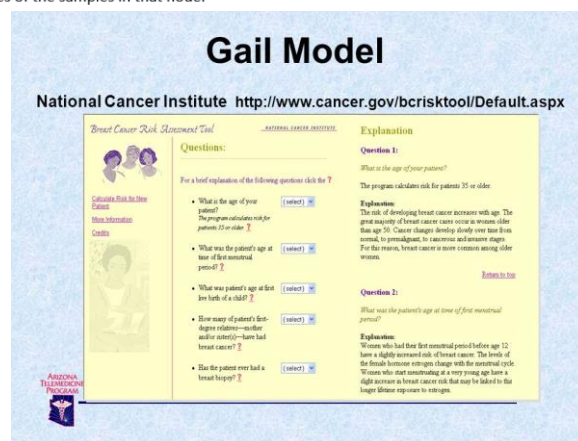 es of the samples in that node.
Gail Model
National Cancer Institute http://www.cancer.gov/bcrisktool/Default.aspx
Breast Cancer Risk Assessment Tool
NATIONAL CANCER INSTITUTE
Calculate Risk for New
Patient
More Information
Credits
Questions:
For a brief explanation of the following questions click the ?
• What is the age of your
patient?
The program calculates risk for
patients 35 or older. ?
(select)
• What was the patient's age at
time of first menstrual
period? ?
(select)
• What was patient's age at first
live birth of a child? ?
(select)
• How many of patient's first-
degree relatives—mother
and/or sister(s)—have had
breast cancer? ?
(select)
• Has the patient ever had a
breast biopsy? ?
(select)
Explanation
Question 1:
What is the age of your patient?
The program calculates risk for patients 35 or older.
Explanation:
The risk of developing breast cancer increases with age. The
great majority of breast cancer cases occur in women older
than age 50. Cancer changes develop slowly over time from
normal, to premalignant, to cancerous and invasive stages.
For this reason, breast cancer is more common among older
women.
Return to top
Question 2:
What was the patient's age at time of first menstrual
period?
Explanation:
Women who had their first menstrual period before age 12
have a slightly increased risk of breast cancer. The levels of
the female hormone estrogen change with the menstrual cycle.
Women who start menstruating at a very young age have a
slight increase in breast cancer risk that may be linked to this
longer lifetime exposure to estrogen.
ARIZONA
TELEMEDICINE
PROGRAM